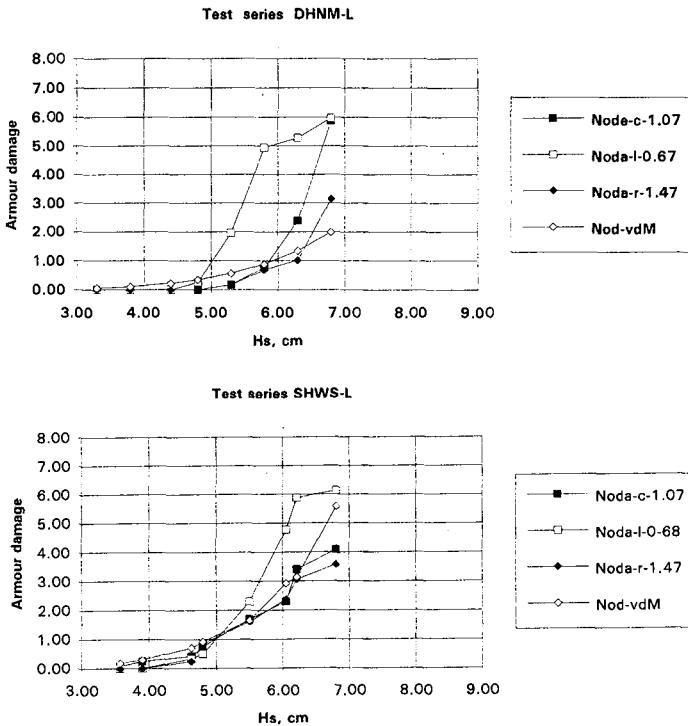 Test series DHNM-L
8.00
7.00
6.00
5.00
4.00
3.00
2.00
1.00
0.00
Armour damage
3.00 4.00 5.00 6.00 7.00 8.00 9.00
Hs, cm
Noda-c-1.07
Noda-l-0.67
Noda-r-1.47
Nod-vdM
Test series SHWS-L
8.00
7.00
6.00
5.00
4.00
3.00
2.00
1.00
0.00
Armour damage
3.00 4.00 5.00 6.00 7.00 8.00 9.00
Hs, cm
Noda-c-1.07
Noda-l-0-68
Noda-r-1.47
Nod-vdM